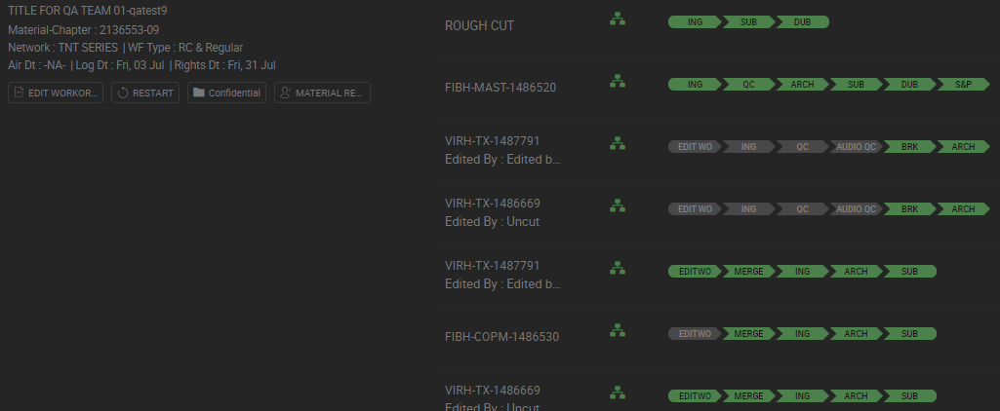 TITLE FOR QA TEAM 01-qatest9
Material-Chapter : 2136553-09
Network : TNT SERIES | WF Type : RC & Regular
Air Dt : -NA- | Log Dt : Fri, 03 Jul | Rights Dt : Fri, 31 Jul
EDIT WORKOR... RESTART Confidential MATERIAL RE...
ROUGH CUT ING SUB DUB
FIBH-MAST-1486520 ING QC ARCH SUB DUB S&P
VIRH-TX-1487791 EDIT WO ING QC AUDIO QC BRK ARCH
Edited By : Edited b...
VIRH-TX-1486669 EDIT WO ING QC AUDIO QC BRK ARCH
Edited By : Uncut
VIRH-TX-1487791 EDITWO MERGE ING ARCH SUB
Edited By : Edited b...
FIBH-COPM-1486530 EDITWO MERGE ING ARCH SUB
VIRH-TX-1486669 EDITWO MERGE ING ARCH SUB
Edited By : Uncut